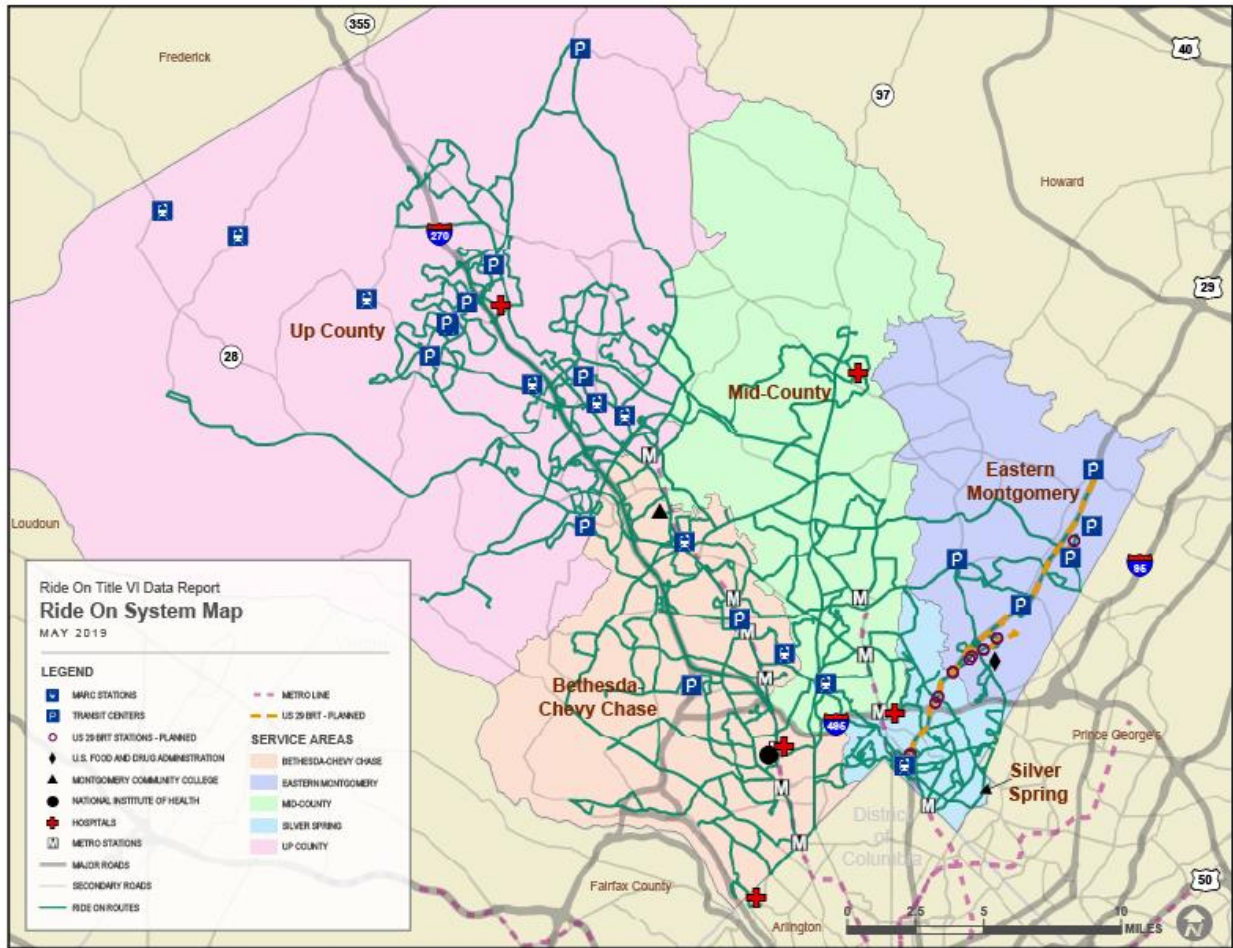 355
Frederick
40
97
Howard
270
29
Up County
28
Mid-County
Eastern
Montgomery
Loudoun
95
Bethesda-
Chevy Chase
495
Prince George's
Silver
Spring
District
of
Columbia
Fairfax County
Arlington
50
Ride On Title VI Data Report
Ride On System Map
MAY 2019
LEGEND
MARC STATIONS
TRANSIT CENTERS
US 29 BRT STATIONS - PLANNED
U.S. FOOD AND DRUG ADMINISTRATION
MONTGOMERY COMMUNITY COLLEGE
NATIONAL INSTITUTE OF HEALTH
HOSPITALS
METRO STATIONS
MAJOR ROADS
SECONDARY ROADS
RIDE ON ROUTES
METRO LINE
US 29 BRT - PLANNED
SERVICE AREAS
BETHESDA-CHEVY CHASE
EASTERN MONTGOMERY
MID-COUNTY
SILVER SPRING
UP COUNTY
0 2.5 5 10
MILES
N